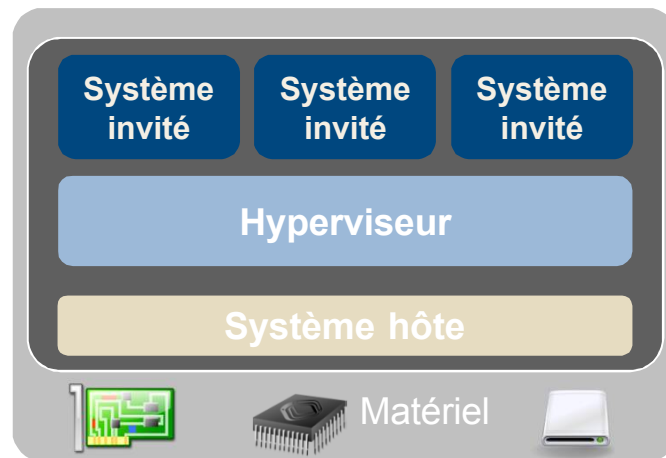 Système Système Système
invité invité invité
Hyperviseur
Système hôte
Matériel